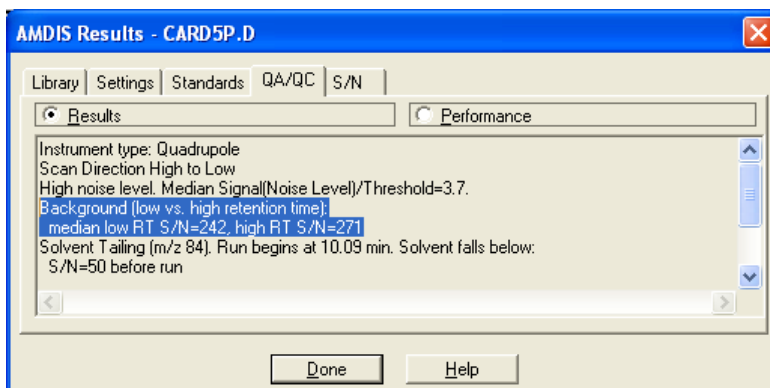 AMDIS Results - CARD5P.D
Library Settings Standards QA/QC S/N
Results Performance
Instrument type: Quadrupole
Scan Direction High to Low
High noise level. Median Signal(Noise Level)/Threshold=3.7.
Background (low vs. high retention time):
median low RT S/N=242, high RT S/N=271
Solvent Tailing (m/z 84). Run begins at 10.09 min. Solvent falls below:
S/N=50 before run
Done Help